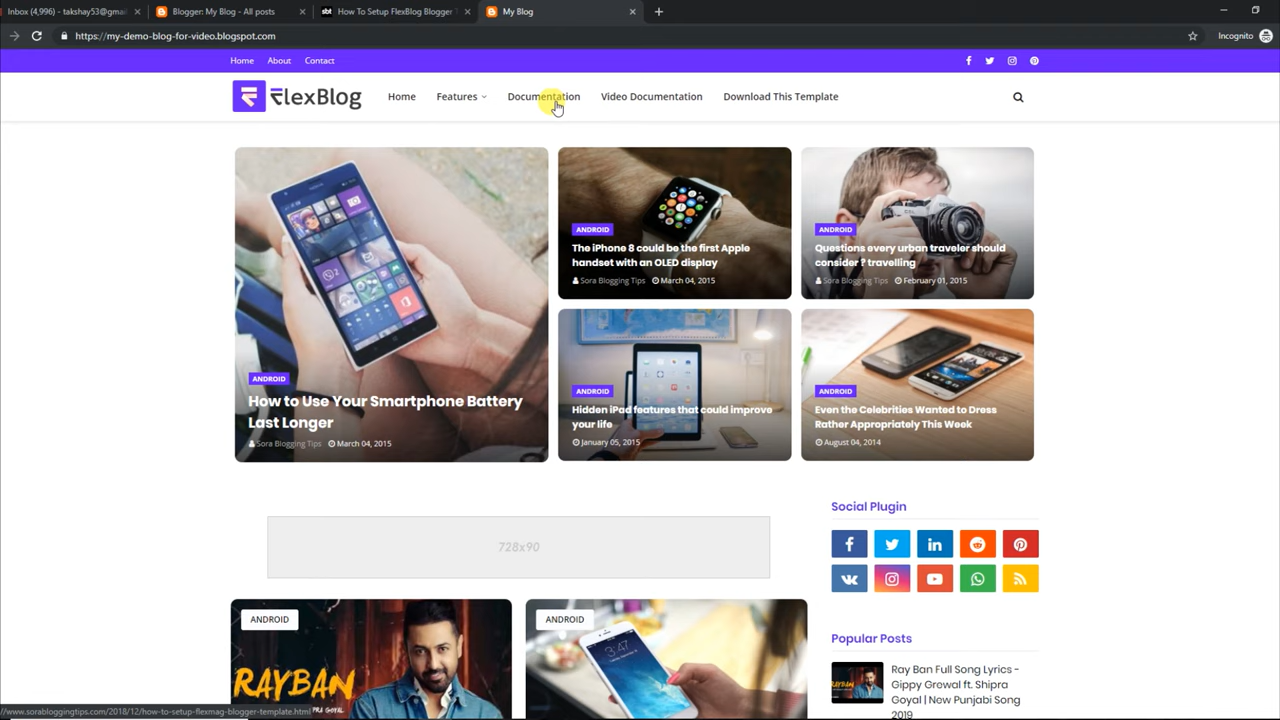 Inbox (4,996) - takshay53@gmai
Blogger: My Blog - All posts
How To Setup FlexBlog Blogger T
My Blog
https://my-demo-blog-for-video.blogspot.com
Incognito
Home About Contact
FlexBlog
Home Features Documentation Video Documentation Download This Template
ANDROID
How to Use Your Smartphone Battery
Last Longer
Sora Blogging Tips March 04, 2015
ANDROID
The iPhone 8 could be the first Apple
handset with an OLED display
Sora Blogging Tips March 04, 2015
ANDROID
Questions every urban traveler should
consider ? travelling
Sora Blogging Tips February 01, 2015
ANDROID
Hidden iPad features that could improve
your life
January 05, 2015
ANDROID
Even the Celebrities Wanted to Dress
Rather Appropriately This Week
August 04, 2014
728x90
Social Plugin
ANDROID
RAYBAN
PRA GOYAL
ANDROID
3:47
Popular Posts
Ray Ban Full Song Lyrics -
Gippy Grewal ft. Shipra
Goyal | New Punjabi Song
2019
//www.sorabloggingtips.com/2018/12/how-to-setup-flexmag-blogger-template.html